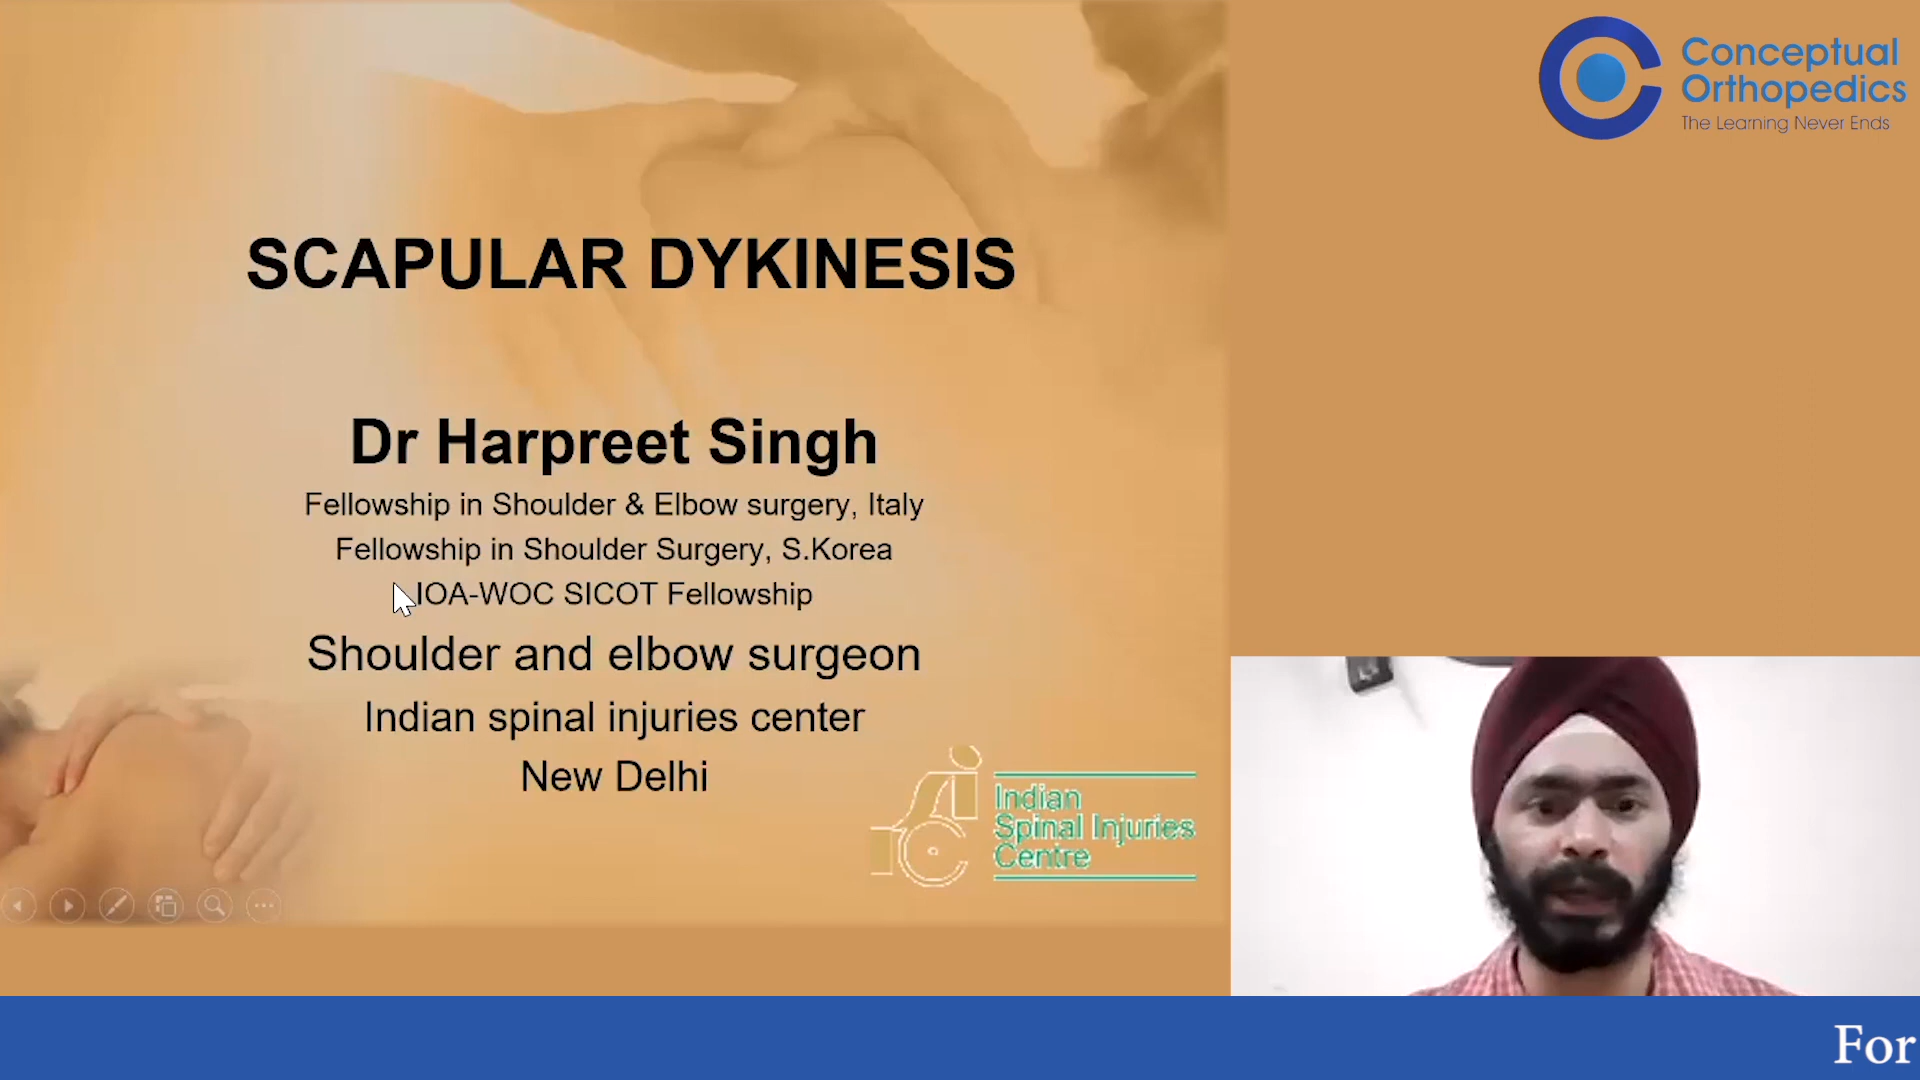 Conceptual
Orthopedics
The Learning Never Ends
SCAPULAR DYKINESIS
Dr Harpreet Singh
Fellowship in Shoulder & Elbow surgery, Italy
Fellowship in Shoulder Surgery, S.Korea
IOA-WOC SICOT Fellowship
Shoulder and elbow surgeon
Indian spinal injuries center
New Delhi
Indian
Spinal Injuries
Centre
For